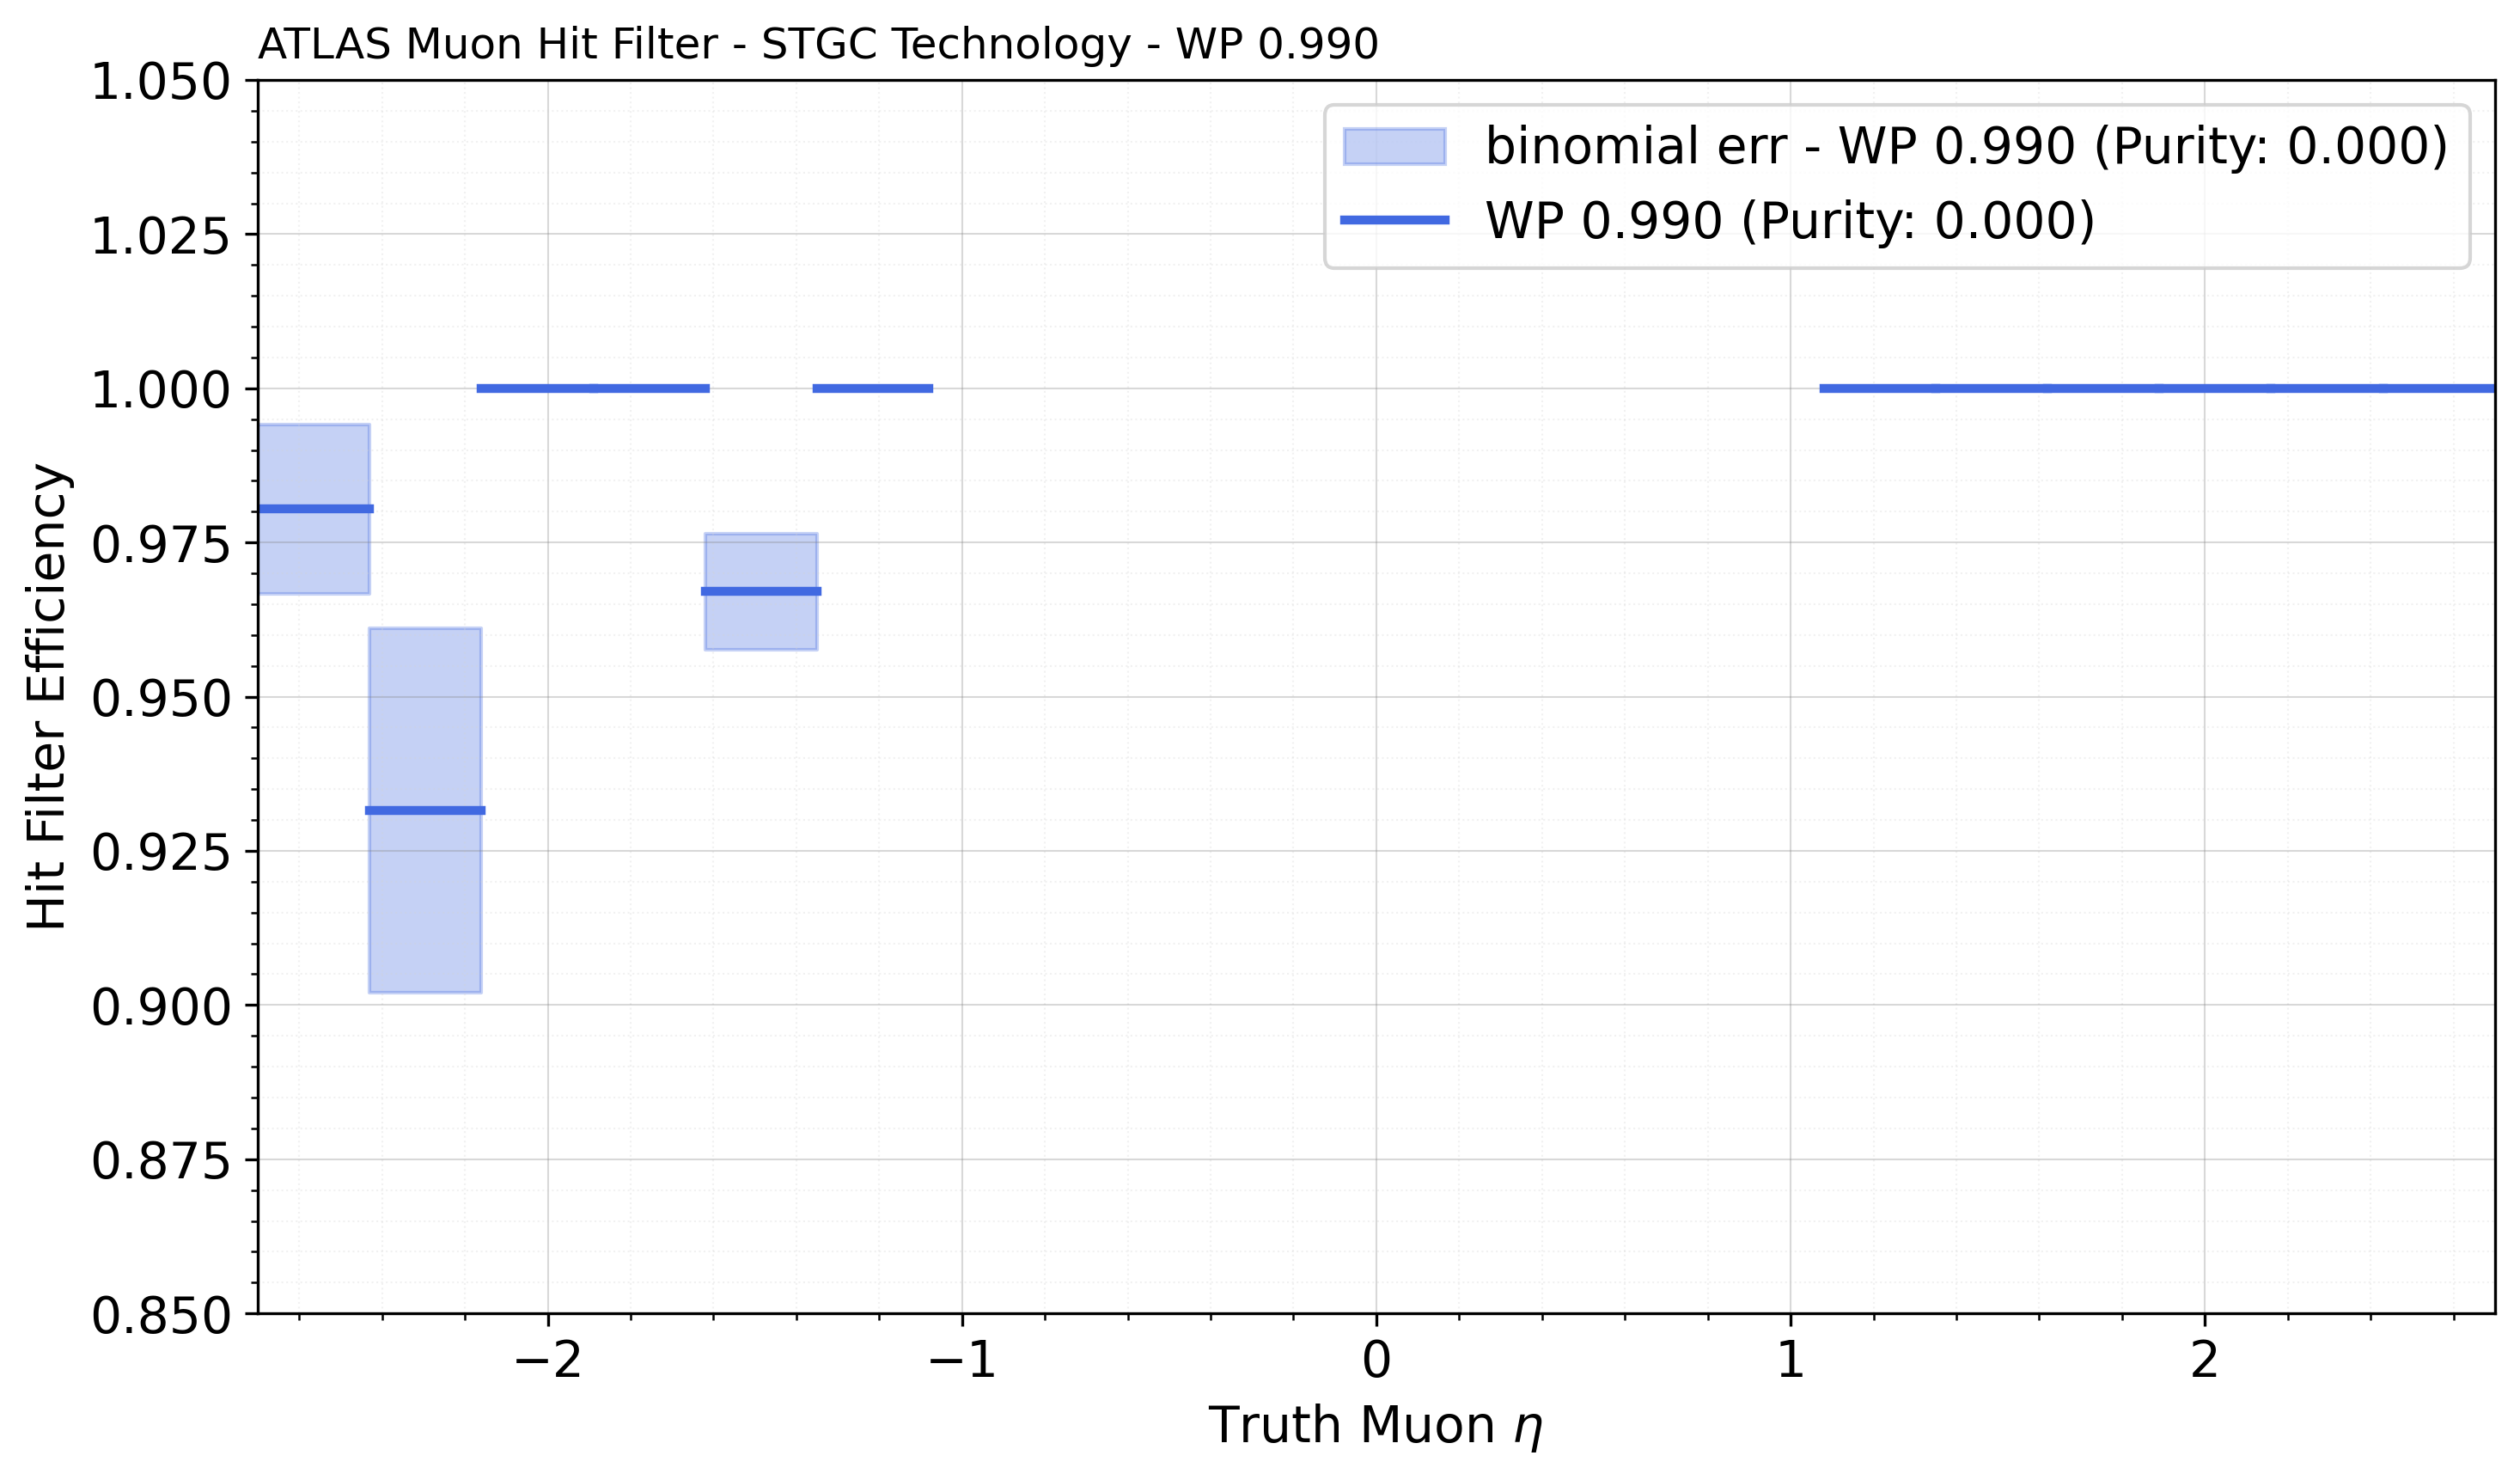 ATLAS Muon Hit Filter - STGC Technology - WP 0.990
1.050
1.025
1.000
0.975
0.950
0.925
0.900
0.875
0.850
Hit Filter Efficiency
binomial err - WP 0.990 (Purity: 0.000)
WP 0.990 (Purity: 0.000)
−2 −1 0 1 2
Truth Muon η